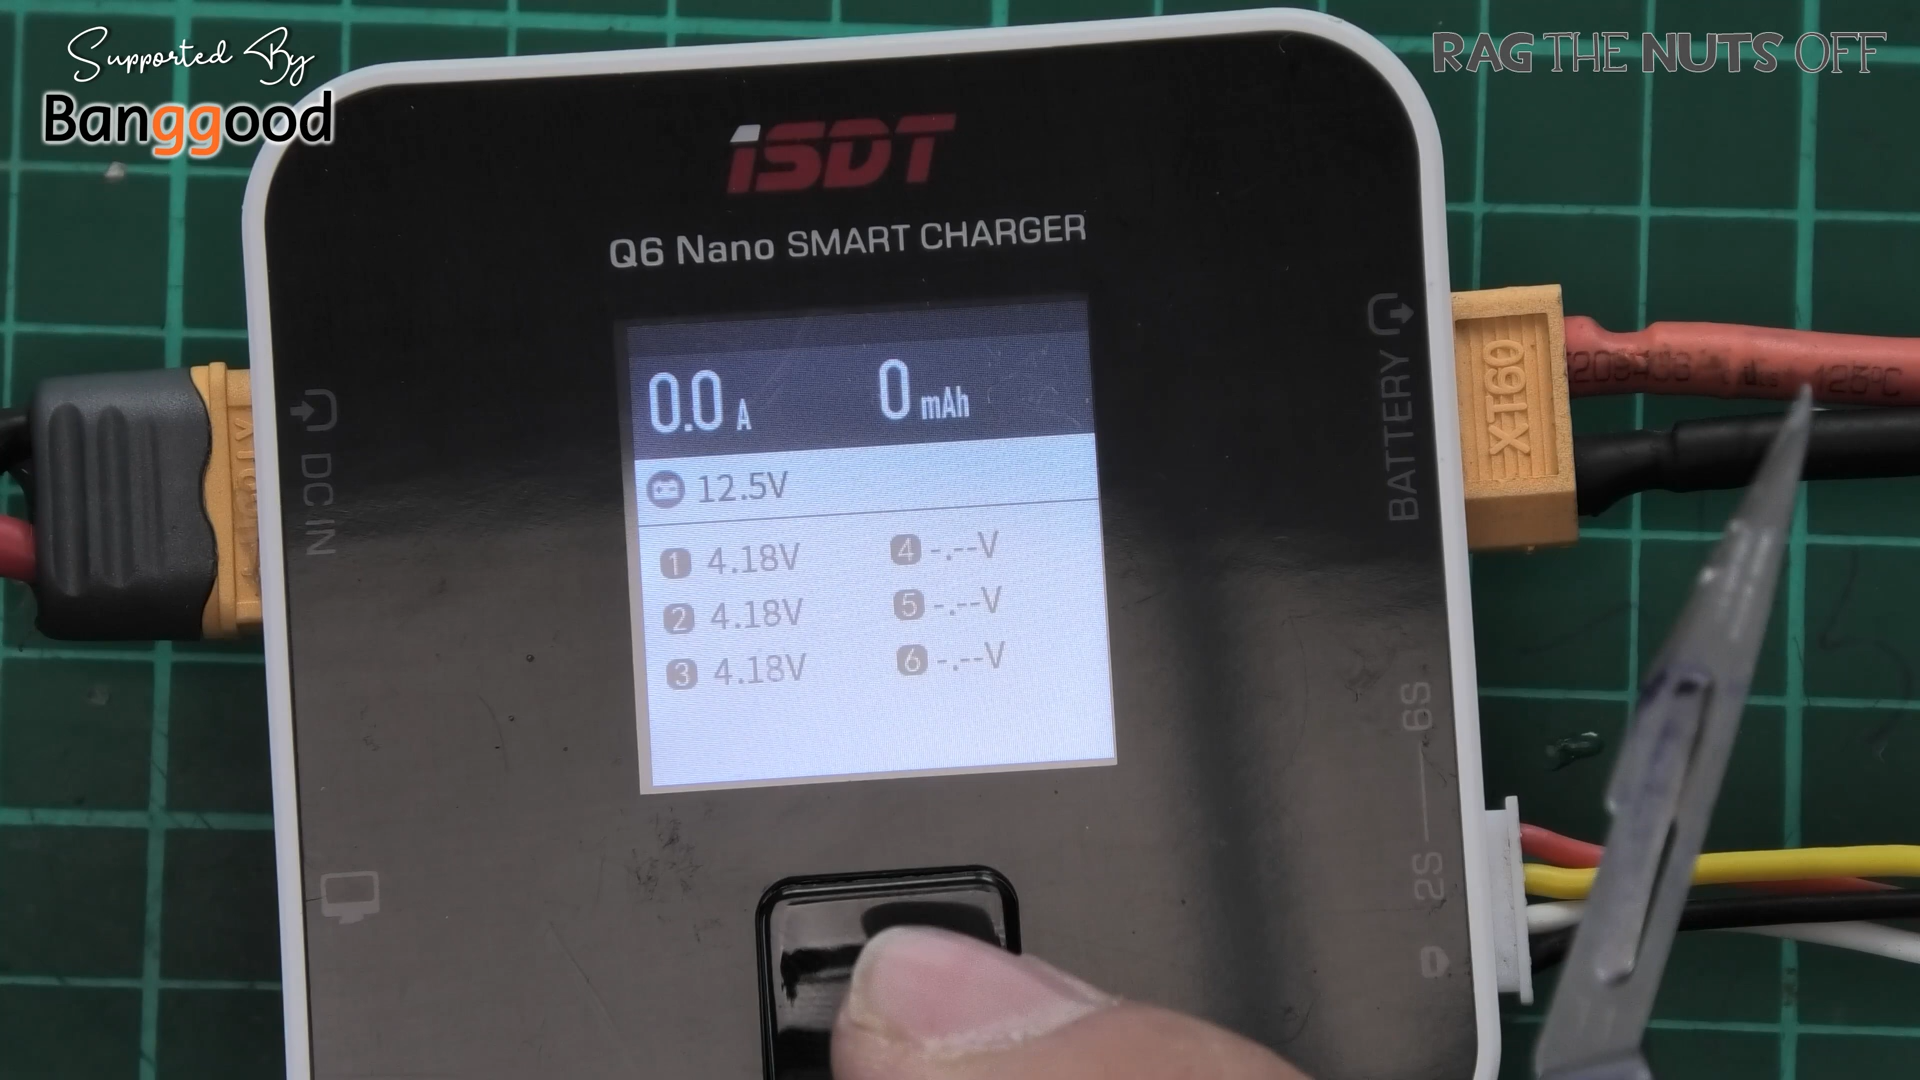 Supported By
Banggood
RAG THE NUTS OFF
iSDT
Q6 Nano SMART CHARGER
0.0 A 0 mAh
12.5V
1 4.18V 4 -.--V
2 4.18V 5 -.--V
3 4.18V 6 -.--V
DC IN
BATTERY
XT60
125°C
2S 6S